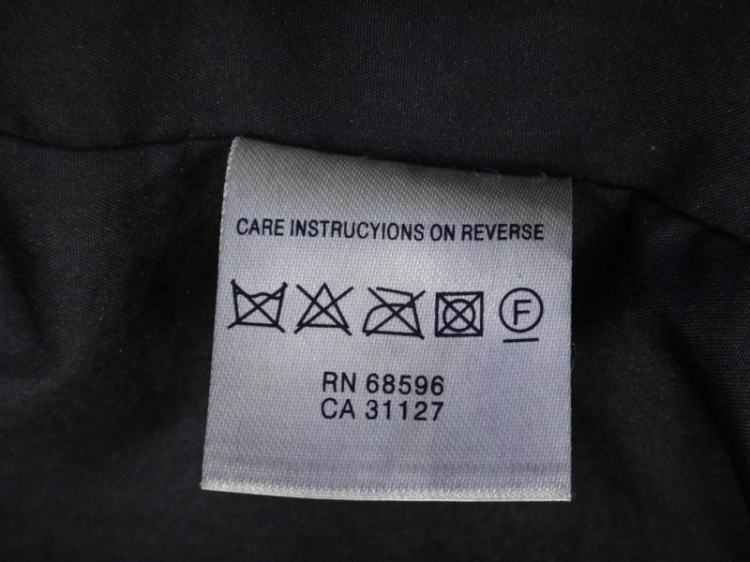 CARE INSTRUCYIONS ON REVERSE
F
RN 68596
CA 31127